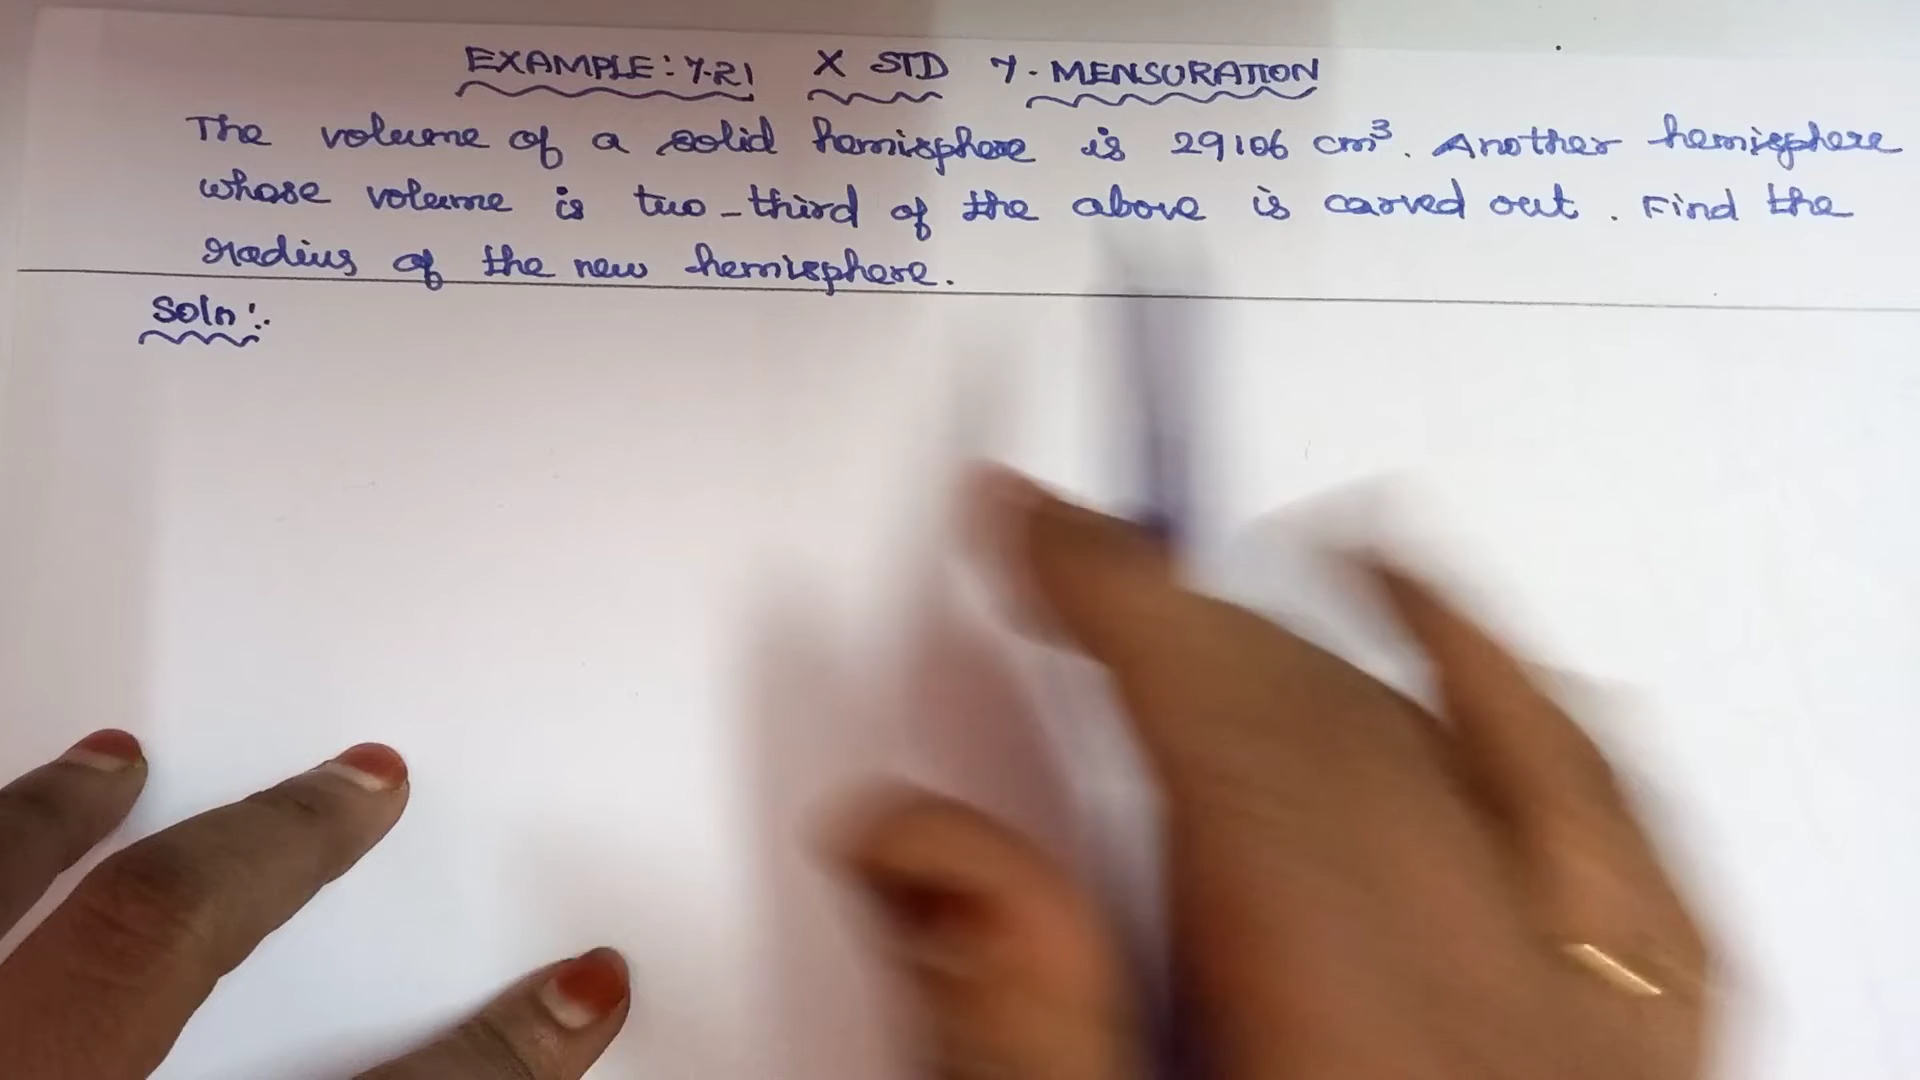 EXAMPLE: 7.21 X STD 7. MENSURATION
The volume of a solid hemisphere is 29106 cm³. Another hemisphere
whose volume is two-third of the above is carved out. Find the
radius of the new hemisphere.
Soln:.